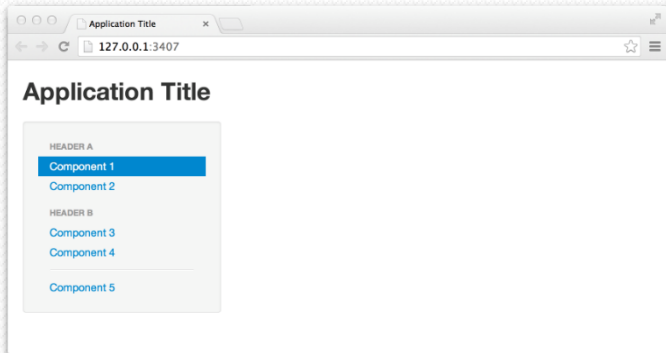 Application Title
127.0.0.1:3407
Application Title
HEADER A
Component 1
Component 2
HEADER B
Component 3
Component 4
Component 5